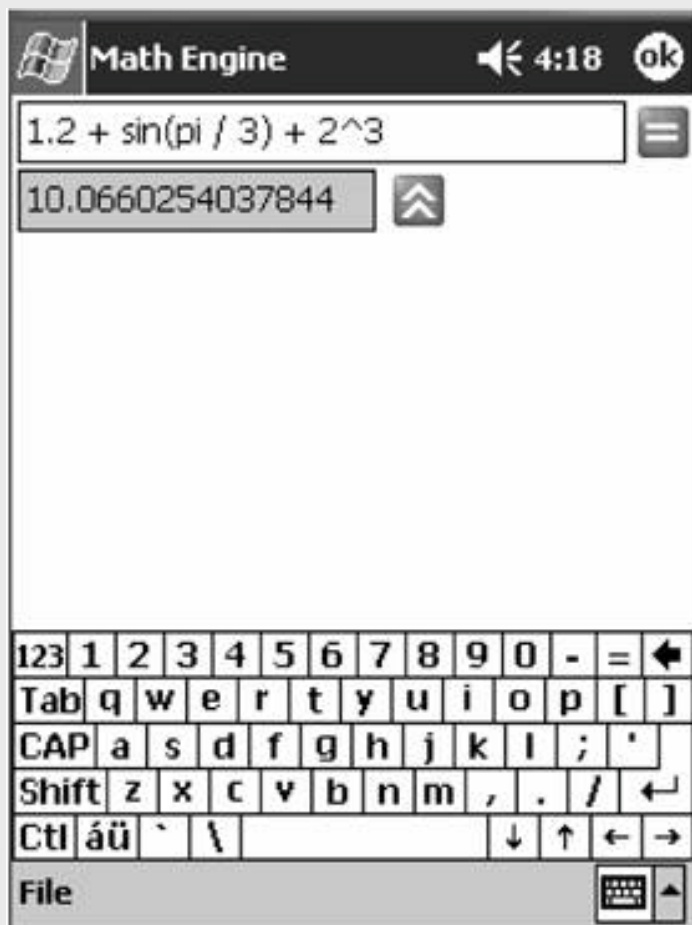 Math Engine 4:18 ok
1.2 + sin(pi / 3) + 2^3 =
10.0660254037844
123 1 2 3 4 5 6 7 8 9 0 - =
Tab q w e r t y u i o p [ ]
CAP a s d f g h j k l ; '
Shift z x c v b n m , . /
Ctl áü ` \ ↓ ↑ ← →
File